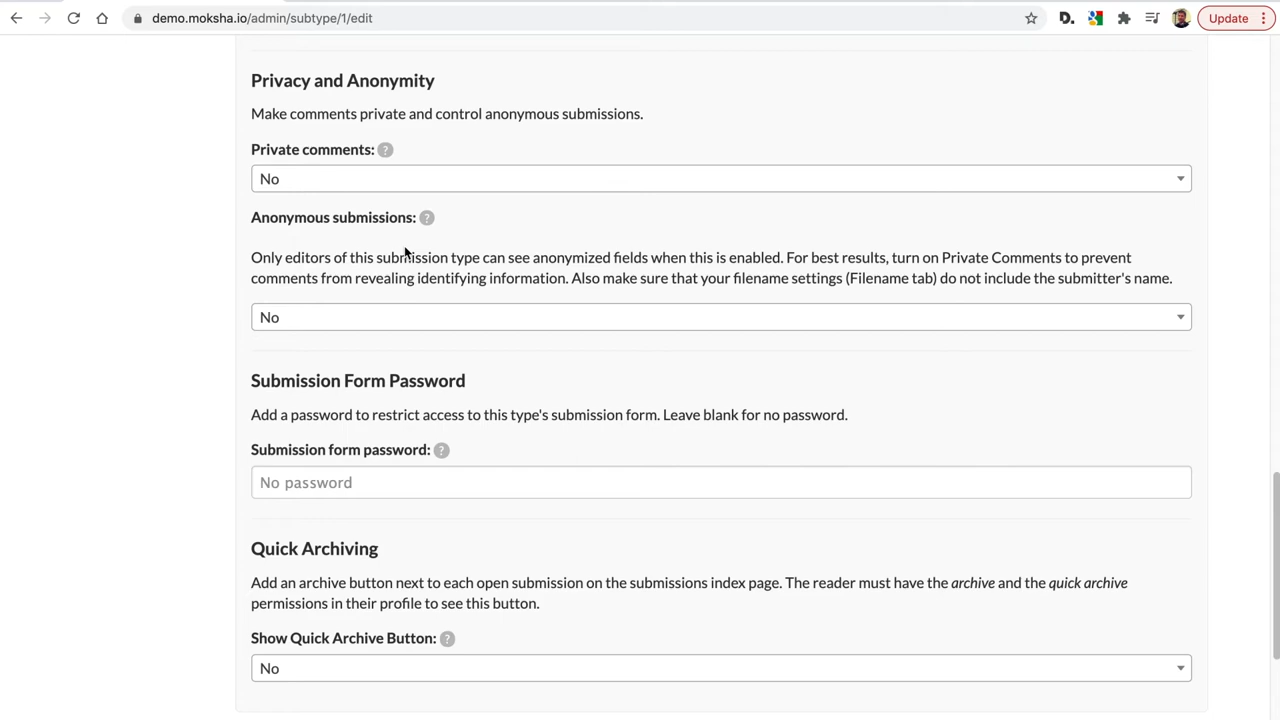 demo.moksha.io/admin/subtype/1/edit
D.
Update
Privacy and Anonymity
Make comments private and control anonymous submissions.
Private comments: ?
No
Anonymous submissions: ?
Only editors of this submission type can see anonymized fields when this is enabled. For best results, turn on Private Comments to prevent
comments from revealing identifying information. Also make sure that your filename settings (Filename tab) do not include the submitter's name.
No
Submission Form Password
Add a password to restrict access to this type's submission form. Leave blank for no password.
Submission form password: ?
No password
Quick Archiving
Add an archive button next to each open submission on the submissions index page. The reader must have the archive and the quick archive
permissions in their profile to see this button.
Show Quick Archive Button: ?
No